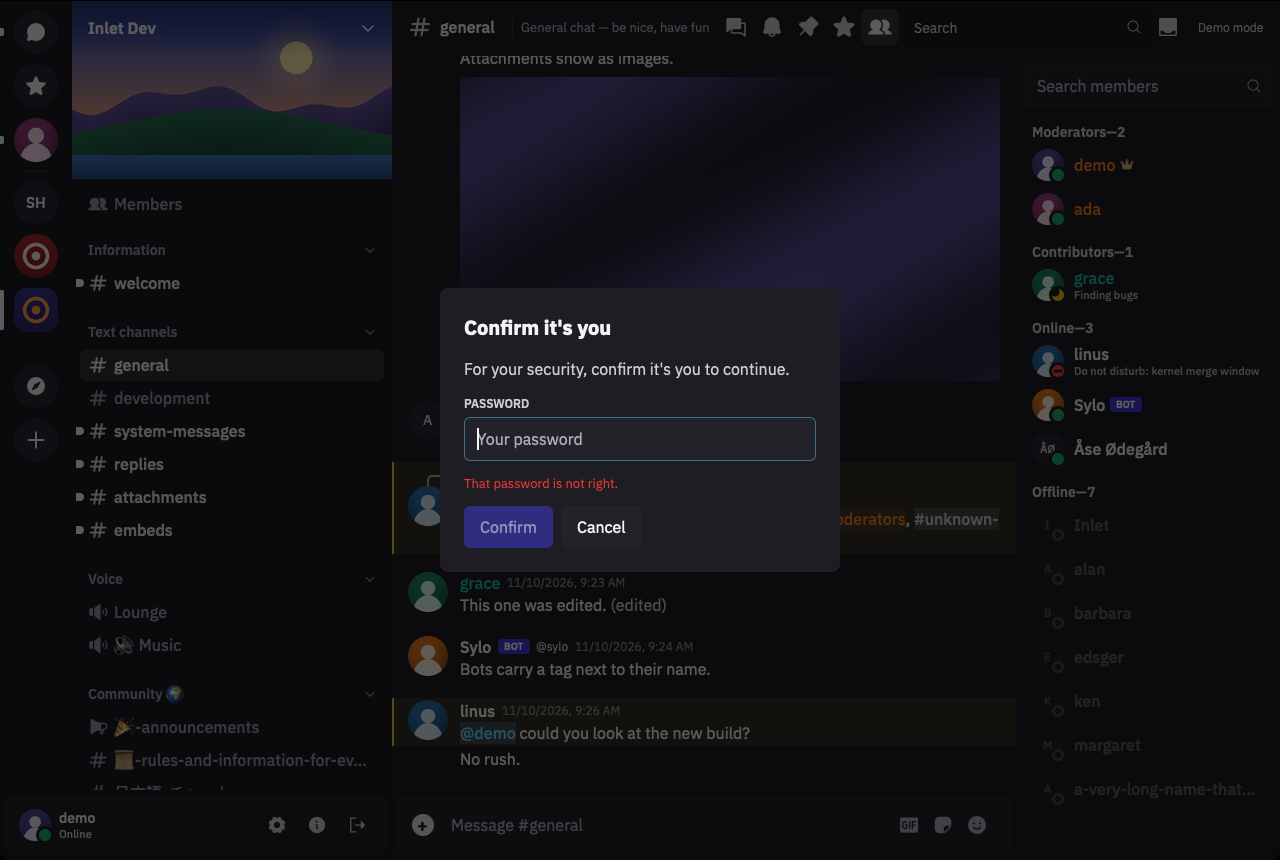 Inlet Dev
SH
Members
Information
welcome
Text channels
general
development
system-messages
replies
attachments
embeds
Voice
Lounge
🔊 Music
Community 🌍
🎉-announcements
📜-rules-and-information-for-ev...
demo
Online
# general
General chat — be nice, have fun
Search
Demo mode
Attachments show as images.
A
Confirm it's you
For your security, confirm it's you to continue.
PASSWORD
Your password
That password is not right.
Confirm
Cancel
, #unknown-
grace 11/10/2026, 9:23 AM
This one was edited. (edited)
Sylo BOT @sylo 11/10/2026, 9:24 AM
Bots carry a tag next to their name.
linus 11/10/2026, 9:26 AM
@demo could you look at the new build?
No rush.
Message #general
GIF
Search members
Moderators—2
demo
ada
Contributors—1
grace
Finding bugs
Online—3
linus
Do not disturb: kernel merge window
Sylo BOT
ÅØ Åse Ødegård
Offline—7
I Inlet
A alan
B barbara
E edsger
K ken
M margaret
A a-very-long-name-that...